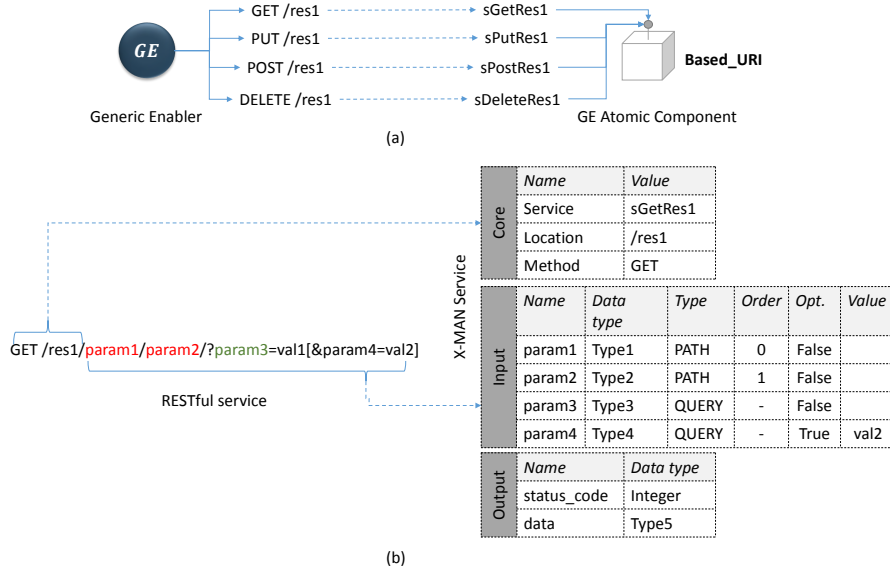 GET /res1 sGetRes1
GE PUT /res1 sPutRes1
POST /res1 sPostRes1 Based_URI
DELETE /res1 sDeleteRes1
Generic Enabler GE Atomic Component
(a)
Core
Name Value
Service sGetRes1
Location /res1
Method GET
X-MAN Service
Input
Name Data type Type Order Opt. Value
param1 Type1 PATH 0 False
param2 Type2 PATH 1 False
param3 Type3 QUERY - False
param4 Type4 QUERY - True val2
GET /res1/param1/param2/?param3=val1[&param4=val2]
RESTful service
Output
Name Data type
status_code Integer
data Type5
(b)